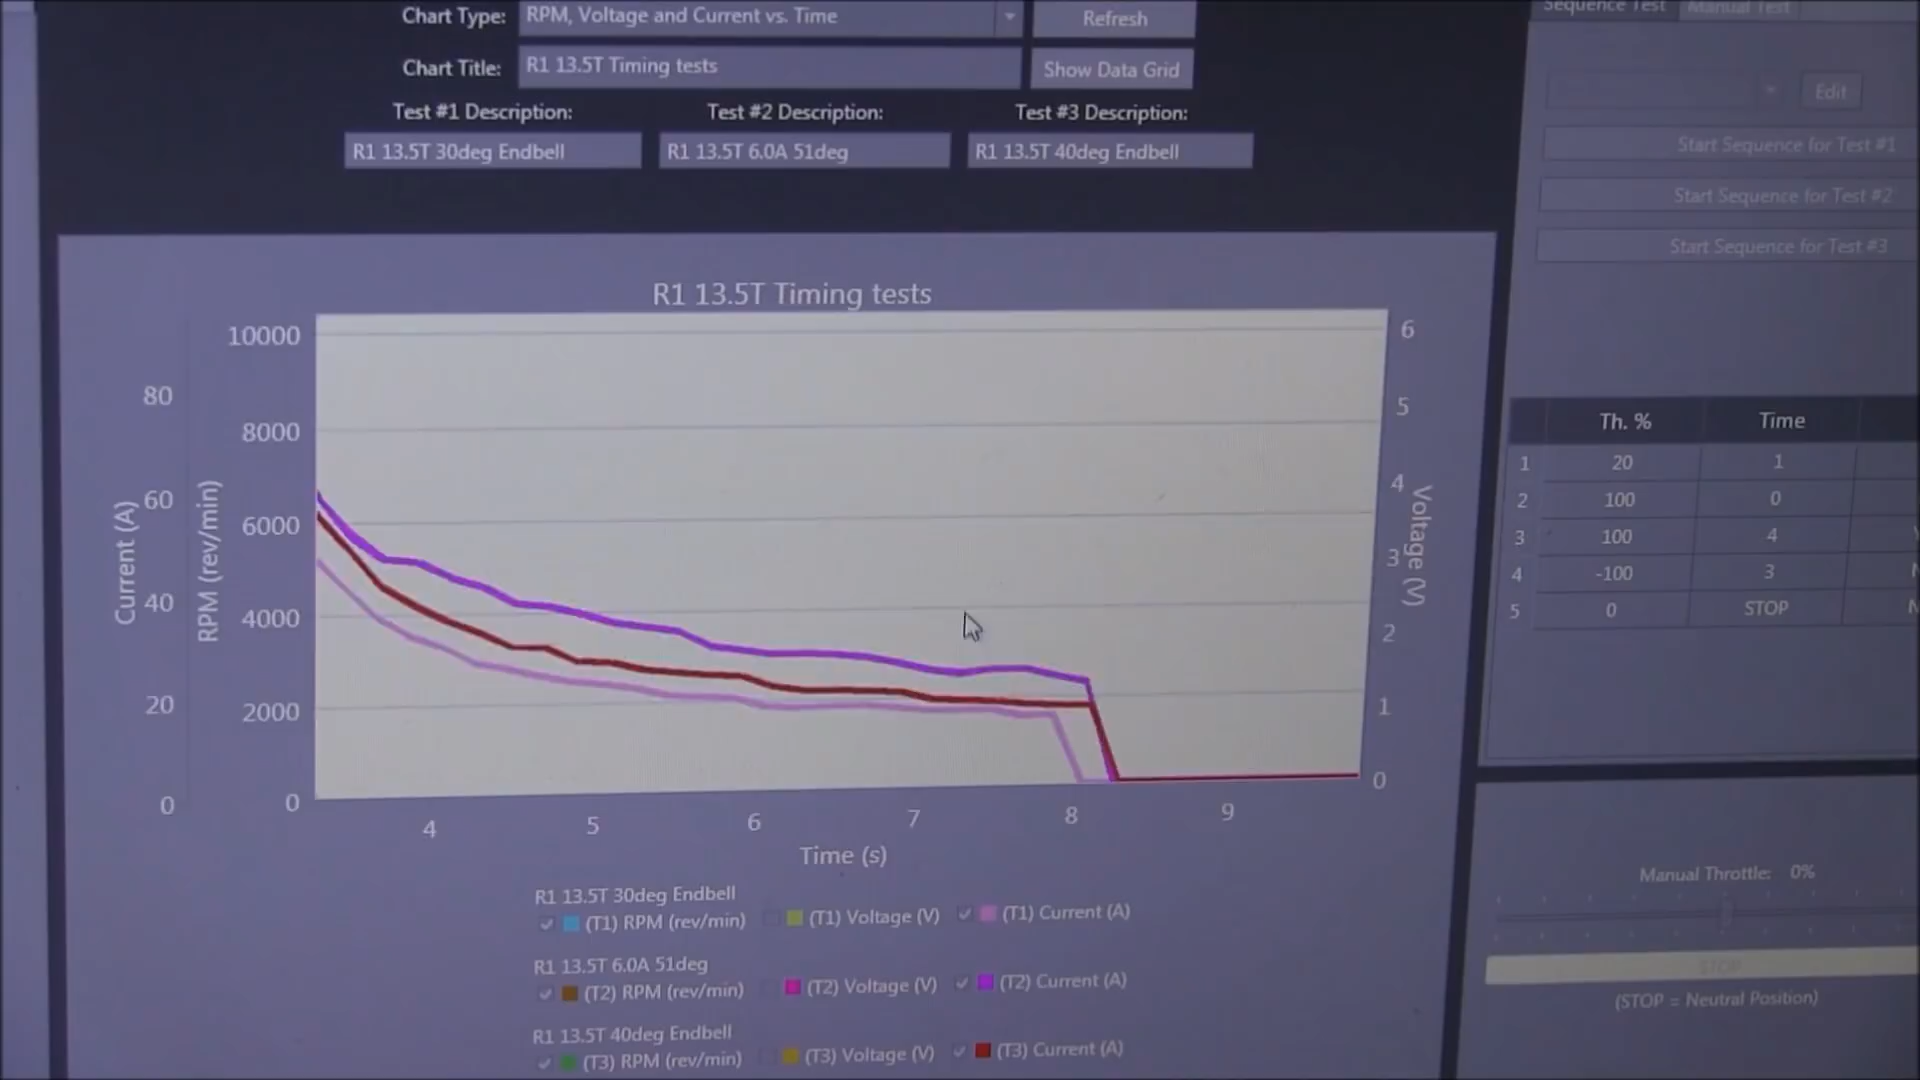 Chart Type: RPM, Voltage and Current vs. Time Refresh
Sequence Test Manual Test
Chart Title: R1 13.5T Timing tests Show Data Grid
Test #1 Description: Test #2 Description: Test #3 Description:
R1 13.5T 30deg Endbell R1 13.5T 6.0A 51deg R1 13.5T 40deg Endbell
Edit
Start Sequence for Test #1
Start Sequence for Test #2
Start Sequence for Test #3
R1 13.5T Timing tests
Current (A)
80
60
40
20
0
RPM (rev/min)
10000
8000
6000
4000
2000
0
6
5
4
3
2
1
0
Voltage (V)
4 5 6 7 8 9
Time (s)
R1 13.5T 30deg Endbell
(T1) RPM (rev/min) (T1) Voltage (V) (T1) Current (A)
R1 13.5T 6.0A 51deg
(T2) RPM (rev/min) (T2) Voltage (V) (T2) Current (A)
R1 13.5T 40deg Endbell
(T3) RPM (rev/min) (T3) Voltage (V) (T3) Current (A)
Th. % Time
1 20 1
2 100 0
3 100 4
4 -100 3
5 0 STOP
Manual Throttle: 0%
STOP
(STOP = Neutral Position)